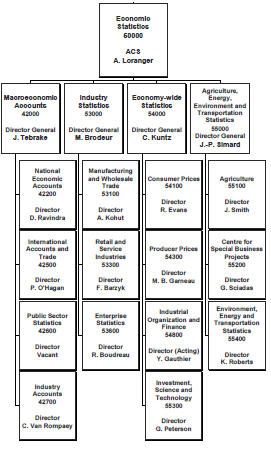 Economic
Statistics
50000
ACS
A. Loranger
Macroeconomic
Accounts
42000
Director General
J. Tebrake
Industry
Statistics
53000
Director General
M. Brodeur
Economy-wide
Statistics
54000
Director General
C. Kuntz
Agriculture,
Energy,
Environment and
Transportation
Statistics
55000
Director General
J.-P. Simard
National
Economic
Accounts
42200
Director
D. Ravindra
Manufacturing
and Wholesale
Trade
53100
Director
A. Kohut
Consumer Prices
54100
Director
R. Evans
Agriculture
55100
Director
J. Smith
International
Accounts and
Trade
42500
Director
P. O'Hagan
Retail and
Service
Industries
53300
Director
F. Barzyk
Producer Prices
54300
Director
M. B. Garneau
Centre for
Special Business
Projects
55200
Director
G. Sciadas
Public Sector
Statistics
42600
Director
Vacant
Enterprise
Statistics
53600
Director
R. Boudreau
Industrial
Organization and
Finance
54800
Director (Acting)
Y. Gauthier
Environment,
Energy and
Transportation
Statistics
55400
Director
K. Roberts
Industry
Accounts
42700
Director
C. Van Rompaey
Investment,
Science and
Technology
55300
Director
G. Peterson